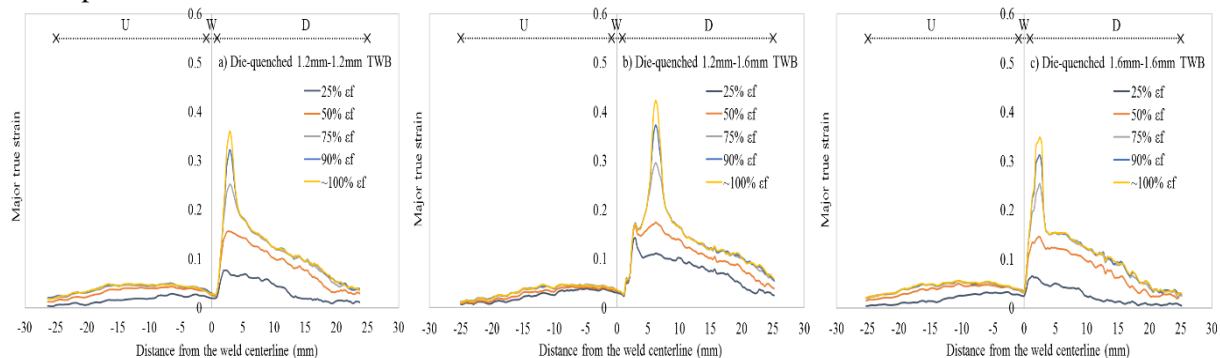 0.6
U W D
0.5
a) Die-quenched 1.2mm-1.2mm TWB
25% εf
0.4
50% εf
75% εf
0.3
90% εf
~100% εf
0.2
0.1
0
-30 -25 -20 -15 -10 -5 0 5 10 15 20 25 30
Distance from the weld centerline (mm)
Major true strain
0.6
U W D
0.5
b) Die-quenched 1.2mm-1.6mm TWB
25% εf
0.4
50% εf
75% εf
0.3
90% εf
~100% εf
0.2
0.1
0
-30 -25 -20 -15 -10 -5 0 5 10 15 20 25 30
Distance from the weld centerline (mm)
Major true strain
0.6
U W D
0.5
c) Die-quenched 1.6mm-1.6mm TWB
25% εf
0.4
50% εf
75% εf
0.3
90% εf
~100% εf
0.2
0.1
0
-30 -25 -20 -15 -10 -5 0 5 10 15 20 25 30
Distance from the weld centerline (mm)
Major true strain